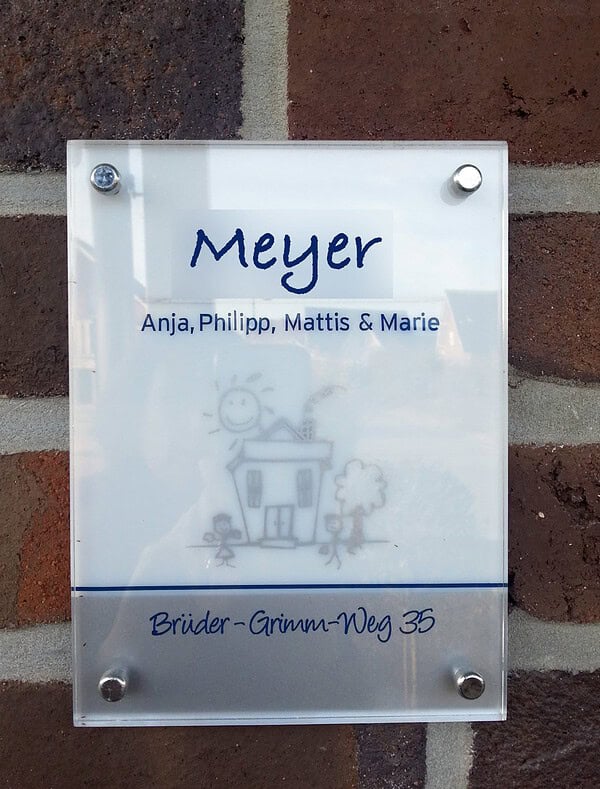 Meyer
Anja, Philipp, Mattis & Marie
Brüder-Grimm-Weg 35